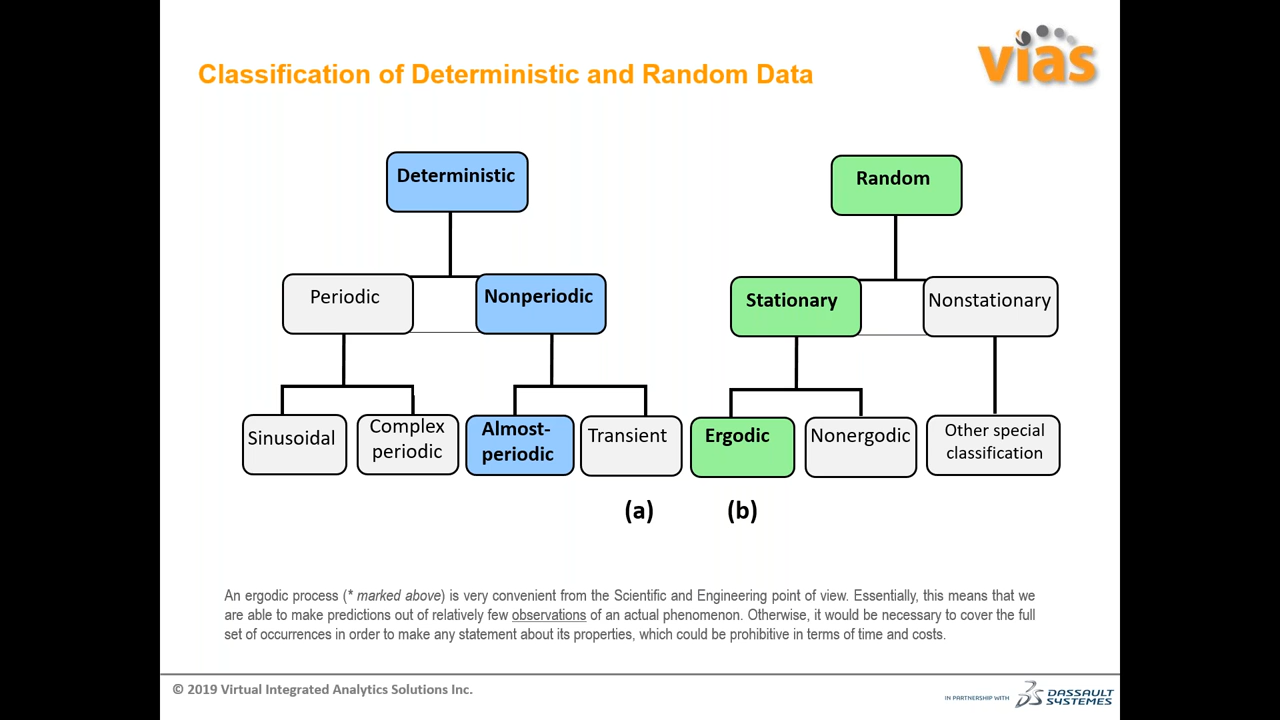 vias
Classification of Deterministic and Random Data
Deterministic
Random
Periodic
Nonperiodic
Stationary
Nonstationary
Sinusoidal
Complex
periodic
Almost-
periodic
Transient
Ergodic
Nonergodic
Other special
classification
(a)
(b)
An ergodic process (* marked above) is very convenient from the Scientific and Engineering point of view. Essentially, this means that we
are able to make predictions out of relatively few observations of an actual phenomenon. Otherwise, it would be necessary to cover the full
set of occurrences in order to make any statement about its properties, which could be prohibitive in terms of time and costs.
© 2019 Virtual Integrated Analytics Solutions Inc.
IN PARTNERSHIP WITH
DASSAULT
SYSTEMES